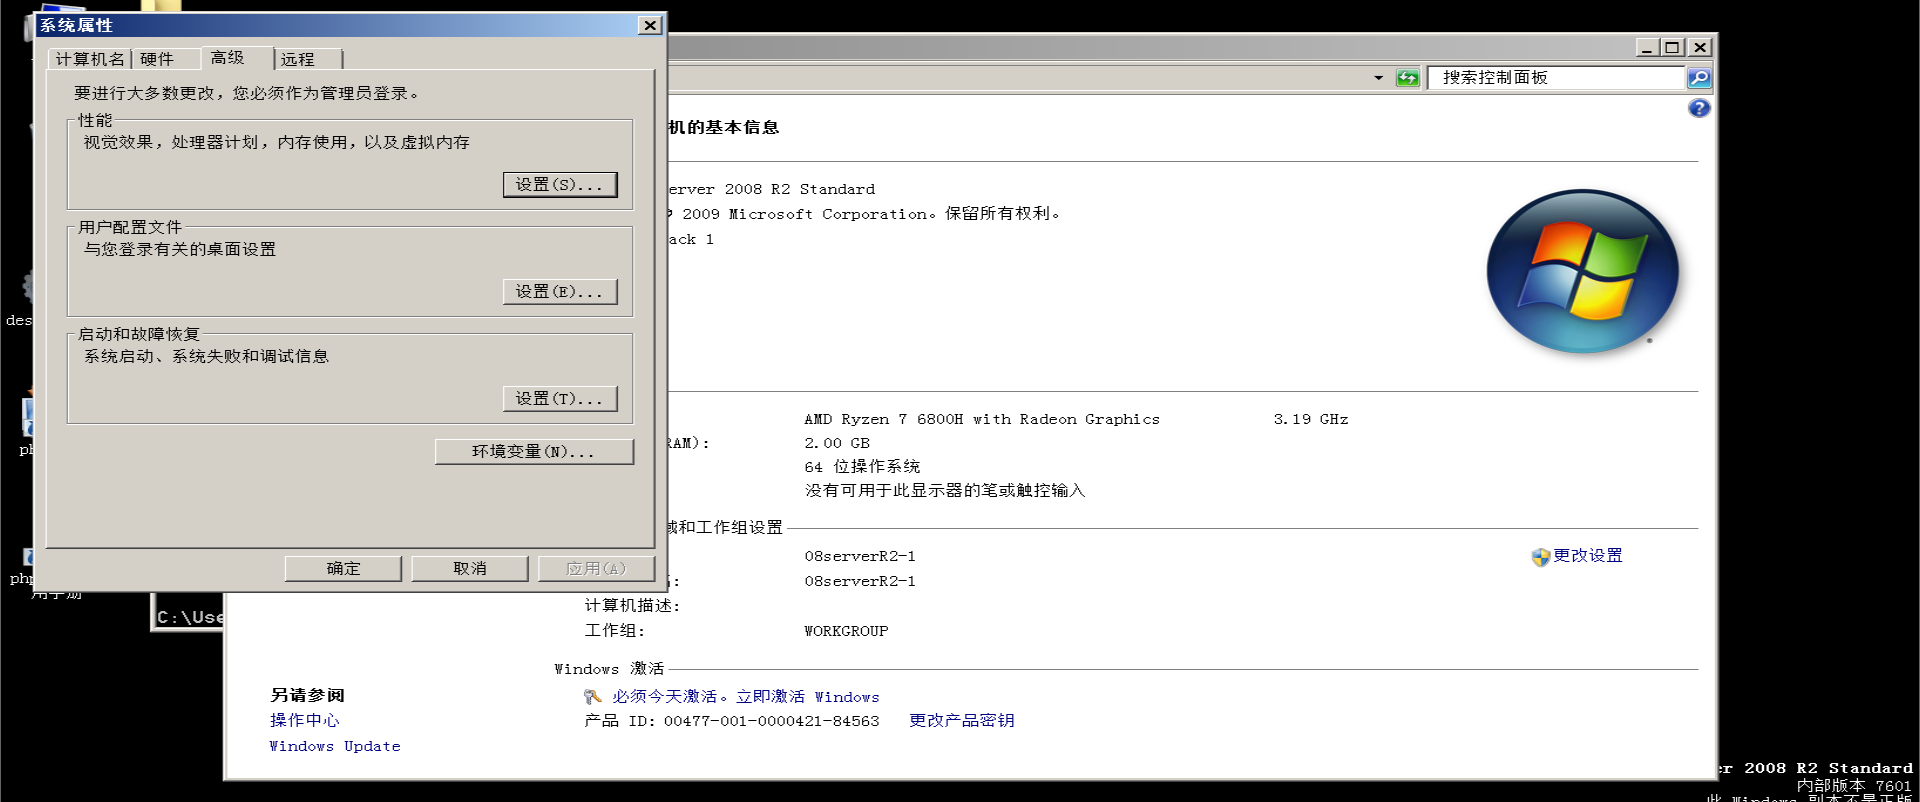 系统属性
计算机名
硬件
高级
远程
要进行大多数更改，您必须作为管理员登录。
性能
视觉效果，处理器计划，内存使用，以及虚拟内存
设置(S)...
用户配置文件
与您登录有关的桌面设置
设置(E)...
启动和故障恢复
系统启动、系统失败和调试信息
设置(T)...
环境变量(N)...
确定
取消
应用(A)
搜索控制面板
机的基本信息
erver 2008 R2 Standard
2009 Microsoft Corporation。保留所有权利。
ack 1
AMD Ryzen 7 6800H with Radeon Graphics 3.19 GHz
RAM): 2.00 GB
64 位操作系统
没有可用于此显示器的笔或触控输入
域和工作组设置
08serverR2-1
更改设置
08serverR2-1
计算机描述:
工作组: WORKGROUP
Windows 激活
必须今天激活。立即激活 Windows
产品 ID: 00477-001-0000421-84563 更改产品密钥
另请参阅
操作中心
Windows Update
des
ph
php
用手册
C:\Use
er 2008 R2 Standard
内部版本 7601
此 Windows 副本不是正版